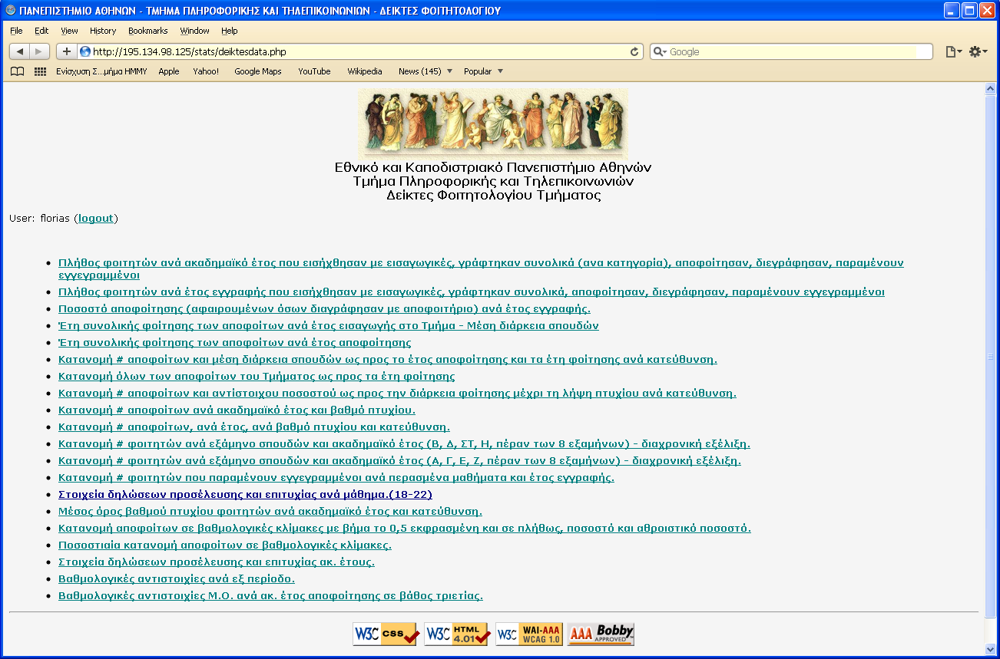 ΠΑΝΕΠΙΣΤΗΜΙΟ ΑΘΗΝΩΝ - ΤΜΗΜΑ ΠΛΗΡΟΦΟΡΙΚΗΣ ΚΑΙ ΤΗΛΕΠΙΚΟΙΝΩΝΙΩΝ - ΔΕΙΚΤΕΣ ΦΟΙΤΗΤΟΛΟΓΙΟΥ
File Edit View History Bookmarks Window Help
http://195.134.98.125/stats/deiktesdata.php Google
Ενίσχυση Σ...μήμα ΗΜΜΥ Apple Yahoo! Google Maps YouTube Wikipedia News (145) Popular
Εθνικό και Καποδιστριακό Πανεπιστήμιο Αθηνών
Τμήμα Πληροφορικής και Τηλεπικοινωνιών
Δείκτες Φοιτητολογίου Τμήματος
User: florias (logout)
Πλήθος φοιτητών ανά ακαδημαϊκό έτος που εισήχθησαν με εισαγωγικές, γράφτηκαν συνολικά (ανα κατηγορία), αποφοίτησαν, διεγράφησαν, παραμένουν
εγγεγραμμένοι
Πλήθος φοιτητών ανά έτος εγγραφής που εισήχθησαν με εισαγωγικές, γράφτηκαν συνολικά, αποφοίτησαν, διεγράφησαν, παραμένουν εγγεγραμμένοι
Ποσοστό αποφοίτησης (αφαιρουμένων όσων διαγράφησαν με αποφοιτήριο) ανά έτος εγγραφής.
Έτη συνολικής φοίτησης των αποφοίτων ανά έτος εισαγωγής στο Τμήμα - Μέση διάρκεια σπουδών
Έτη συνολικής φοίτησης των αποφοίτων ανά έτος αποφοίτησης
Κατανομή # αποφοίτων και μέση διάρκεια σπουδών ως προς το έτος αποφοίτησης και τα έτη φοίτησης ανά κατεύθυνση.
Κατανομή όλων των αποφοίτων του Τμήματος ως προς τα έτη φοίτησης
Κατανομή # αποφοίτων και αντίστοιχου ποσοστού ως προς την διάρκεια φοίτησης μέχρι τη λήψη πτυχίου ανά κατεύθυνση.
Κατανομή # αποφοίτων ανά ακαδημαϊκό έτος και βαθμό πτυχίου.
Κατανομή # αποφοίτων, ανά έτος, ανά βαθμό πτυχίου και κατεύθυνση.
Κατανομή # φοιτητών ανά εξάμηνο σπουδών και ακαδημαϊκό έτος (Β, Δ, ΣΤ, Η, πέραν των 8 εξαμήνων) - διαχρονική εξέλιξη.
Κατανομή # φοιτητών ανά εξάμηνο σπουδών και ακαδημαϊκό έτος (Α, Γ, Ε, Ζ, πέραν των 8 εξαμήνων) - διαχρονική εξέλιξη.
Κατανομή # φοιτητών που παραμένουν εγγεγραμμένοι ανά περασμένα μαθήματα και έτος εγγραφής.
Στοιχεία δηλώσεων προσέλευσης και επιτυχίας ανά μάθημα.(18-22)
Μέσος όρος βαθμού πτυχίου φοιτητών ανά ακαδημαϊκό έτος και κατεύθυνση.
Κατανομή αποφοίτων σε βαθμολογικές κλίμακες με βήμα το 0,5 εκφρασμένη και σε πλήθως, ποσοστό και αθροιστικό ποσοστό.
Ποσοστιαία κατανομή αποφοίτων σε βαθμολογικές κλίμακες.
Στοιχεία δηλώσεων προσέλευσης και επιτυχίας ακ. έτους.
Βαθμολογικές αντιστοιχίες ανά εξ περίοδο.
Βαθμολογικές αντιστοιχίες Μ.Ο. ανά ακ. έτος αποφοίτησης σε βάθος τριετίας.
W3C css W3C HTML 4.01 W3C WAI-AAA WCAG 1.0 AAA Bobby APPROVED